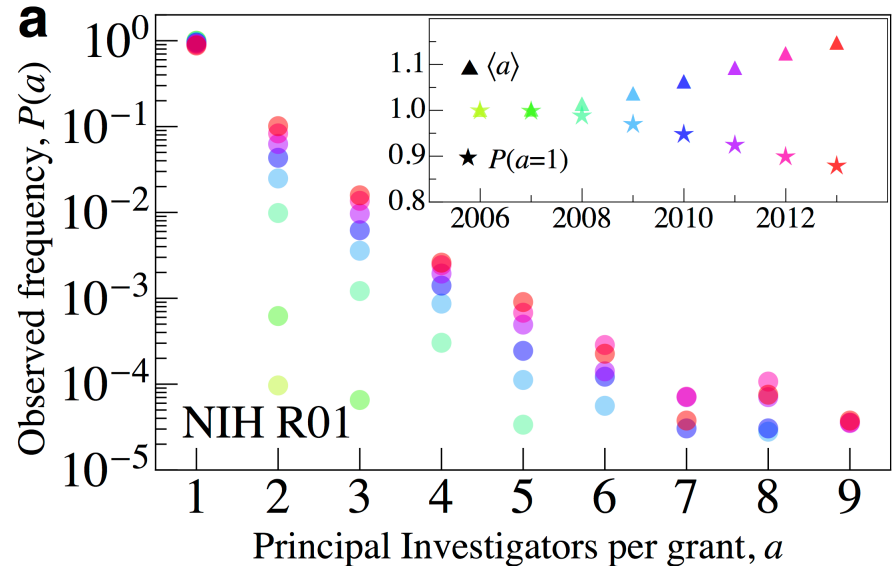 a
Observed frequency, P(a)
10⁰
10⁻¹
10⁻²
10⁻³
10⁻⁴
10⁻⁵
NIH R01
1 2 3 4 5 6 7 8 9
Principal Investigators per grant, a
1.1
1.0
0.9
0.8
⟨a⟩
P(a=1)
2006 2008 2010 2012